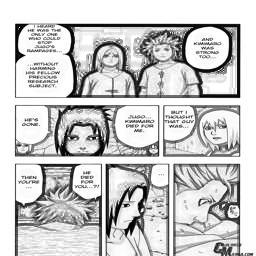 AND
KIMIMARO
WAS
STRONG
TOO.
I HEARD
HE WAS THE
ONLY ONE
WHO COULD
STOP
JUGO'S
RAMPAGES...
...WITHOUT
HARMING
HIS FELLOW
PRECIOUS
RESEARCH
SUBJECT.
BUT I
THOUGHT
THAT
GUY
WAS...
JUGO...
KIMIMARO
DIED FOR
ME.
HE'S
GONE.
HE
DIED
FOR
YOU...?!
THEN
YOU'RE
...